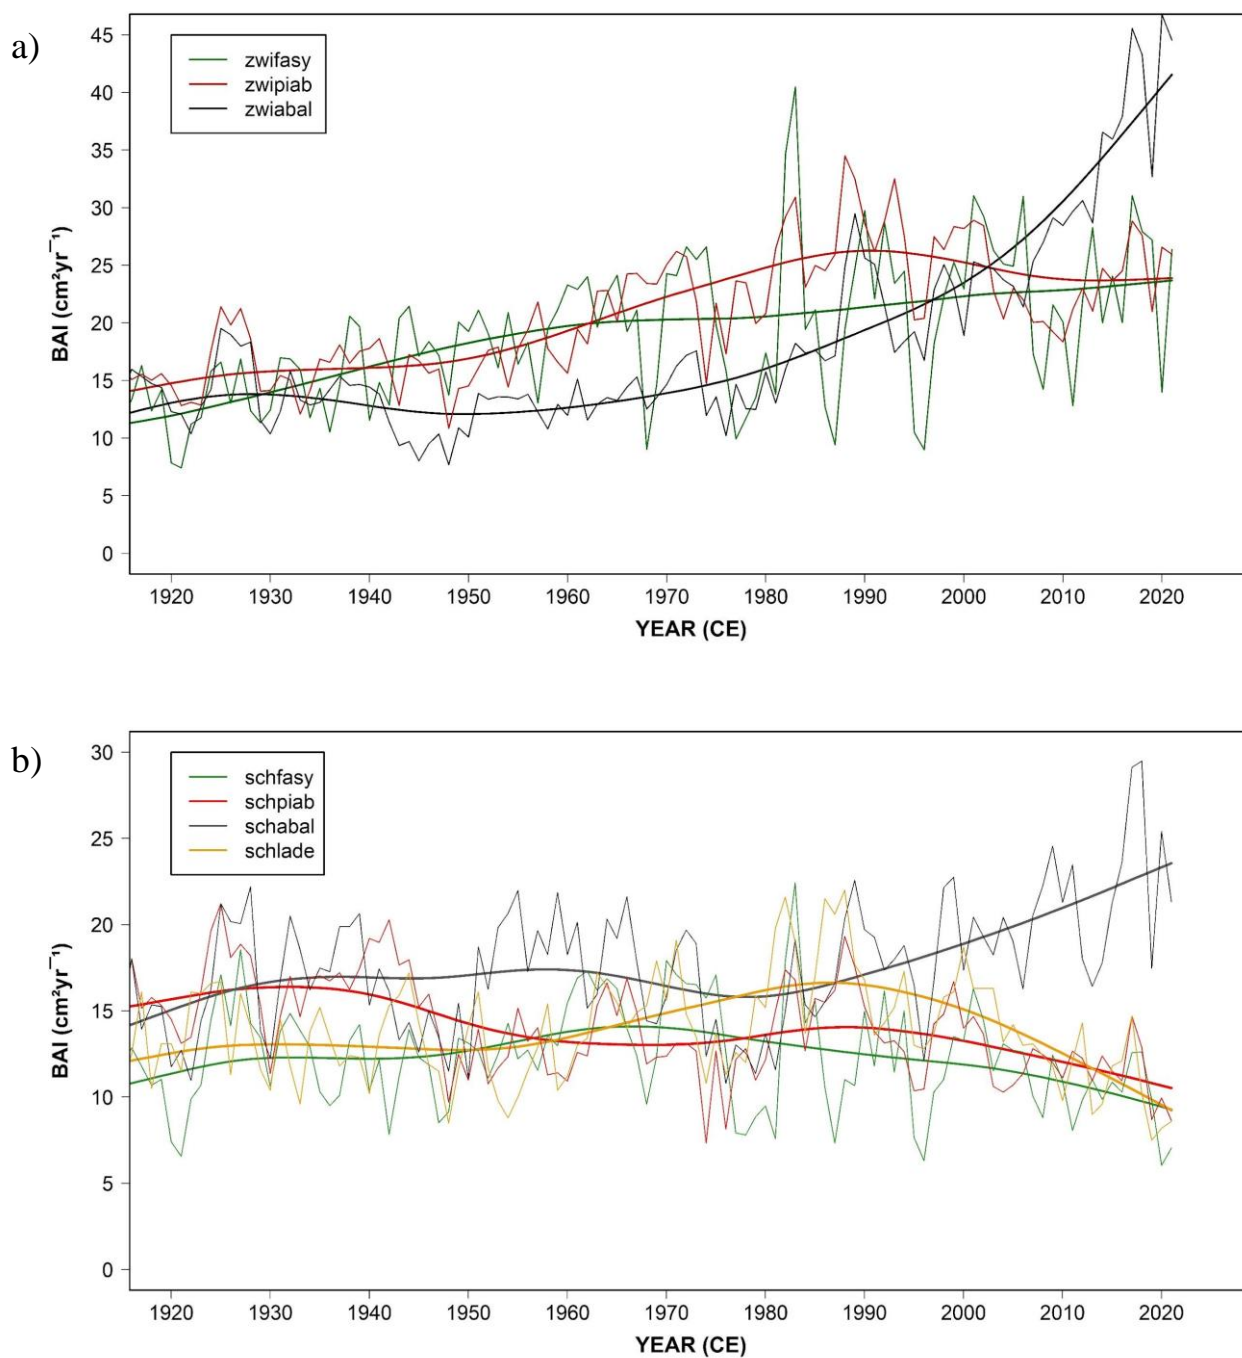 a)
zwifasy
zwipiab
zwiabal
BAI (cm²yr⁻¹)
45
40
35
30
25
20
15
10
5
0
1920 1930 1940 1950 1960 1970 1980 1990 2000 2010 2020
YEAR (CE)
b)
schfasy
schpiab
schabal
schlade
BAI (cm²yr⁻¹)
30
25
20
15
10
5
0
1920 1930 1940 1950 1960 1970 1980 1990 2000 2010 2020
YEAR (CE)